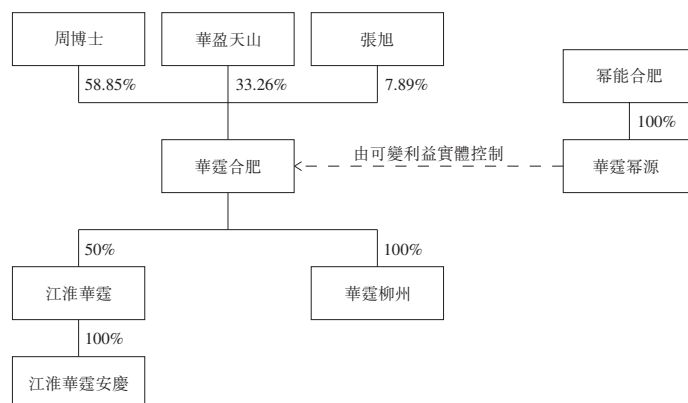 周博士
華盈天山
張旭
58.85%
33.26%
7.89%
冪能合肥
100%
華霆合肥
由可變利益實體控制
華霆冪源
50%
100%
江淮華霆
華霆柳州
100%
江淮華霆安慶